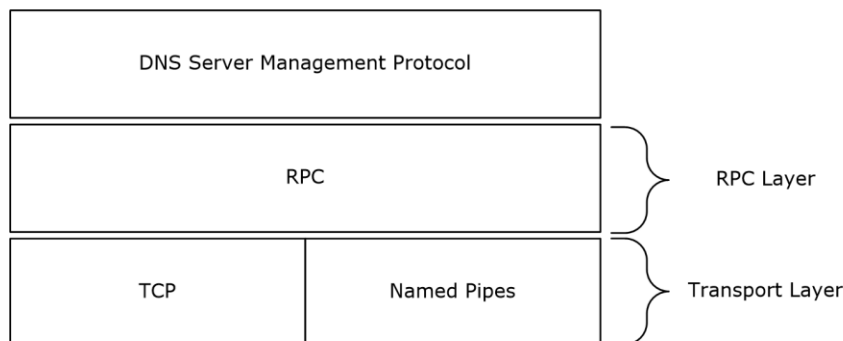 DNS Server Management Protocol
RPC
RPC Layer
TCP
Named Pipes
Transport Layer